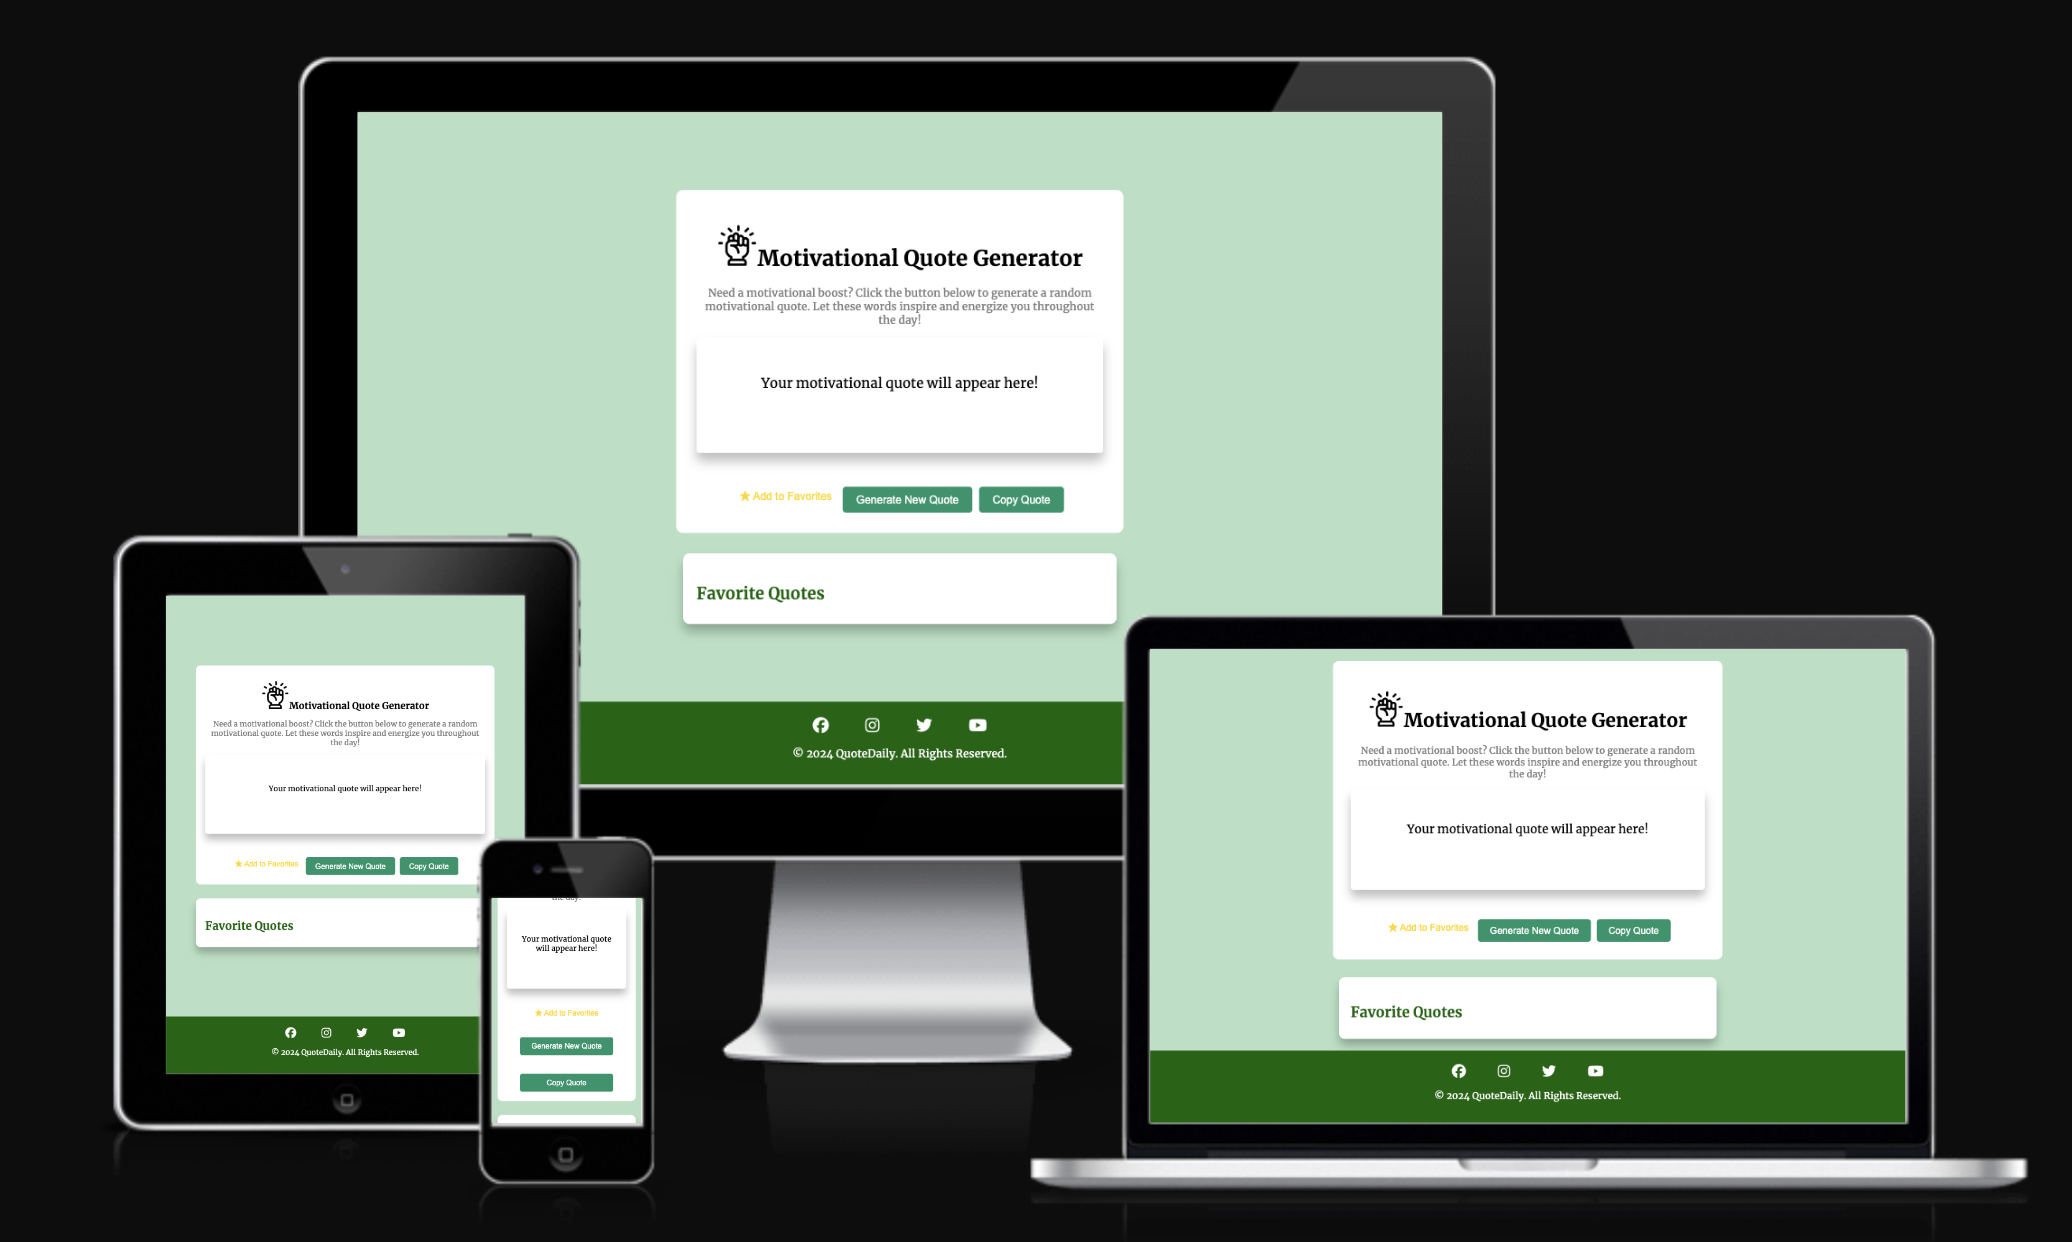 Motivational Quote Generator
Need a motivational boost? Click the button below to generate a random
motivational quote. Let these words inspire and energize you throughout
the day!
Your motivational quote will appear here!
★ Add to Favorites
Generate New Quote
Copy Quote
Favorite Quotes
© 2024 QuoteDaily. All Rights Reserved.
Motivational Quote Generator
Need a motivational boost? Click the button below to generate a random
motivational quote. Let these words inspire and energize you throughout
the day!
Your motivational quote will appear here!
★ Add to Favorites
Generate New Quote
Copy Quote
Favorite Quotes
© 2024 QuoteDaily. All Rights Reserved.
the day!
Your motivational quote
will appear here!
★ Add to Favorites
Generate New Quote
Copy Quote
Motivational Quote Generator
Need a motivational boost? Click the button below to generate a random
motivational quote. Let these words inspire and energize you throughout
the day!
Your motivational quote will appear here!
★ Add to Favorites
Generate New Quote
Copy Quote
Favorite Quotes
© 2024 QuoteDaily. All Rights Reserved.